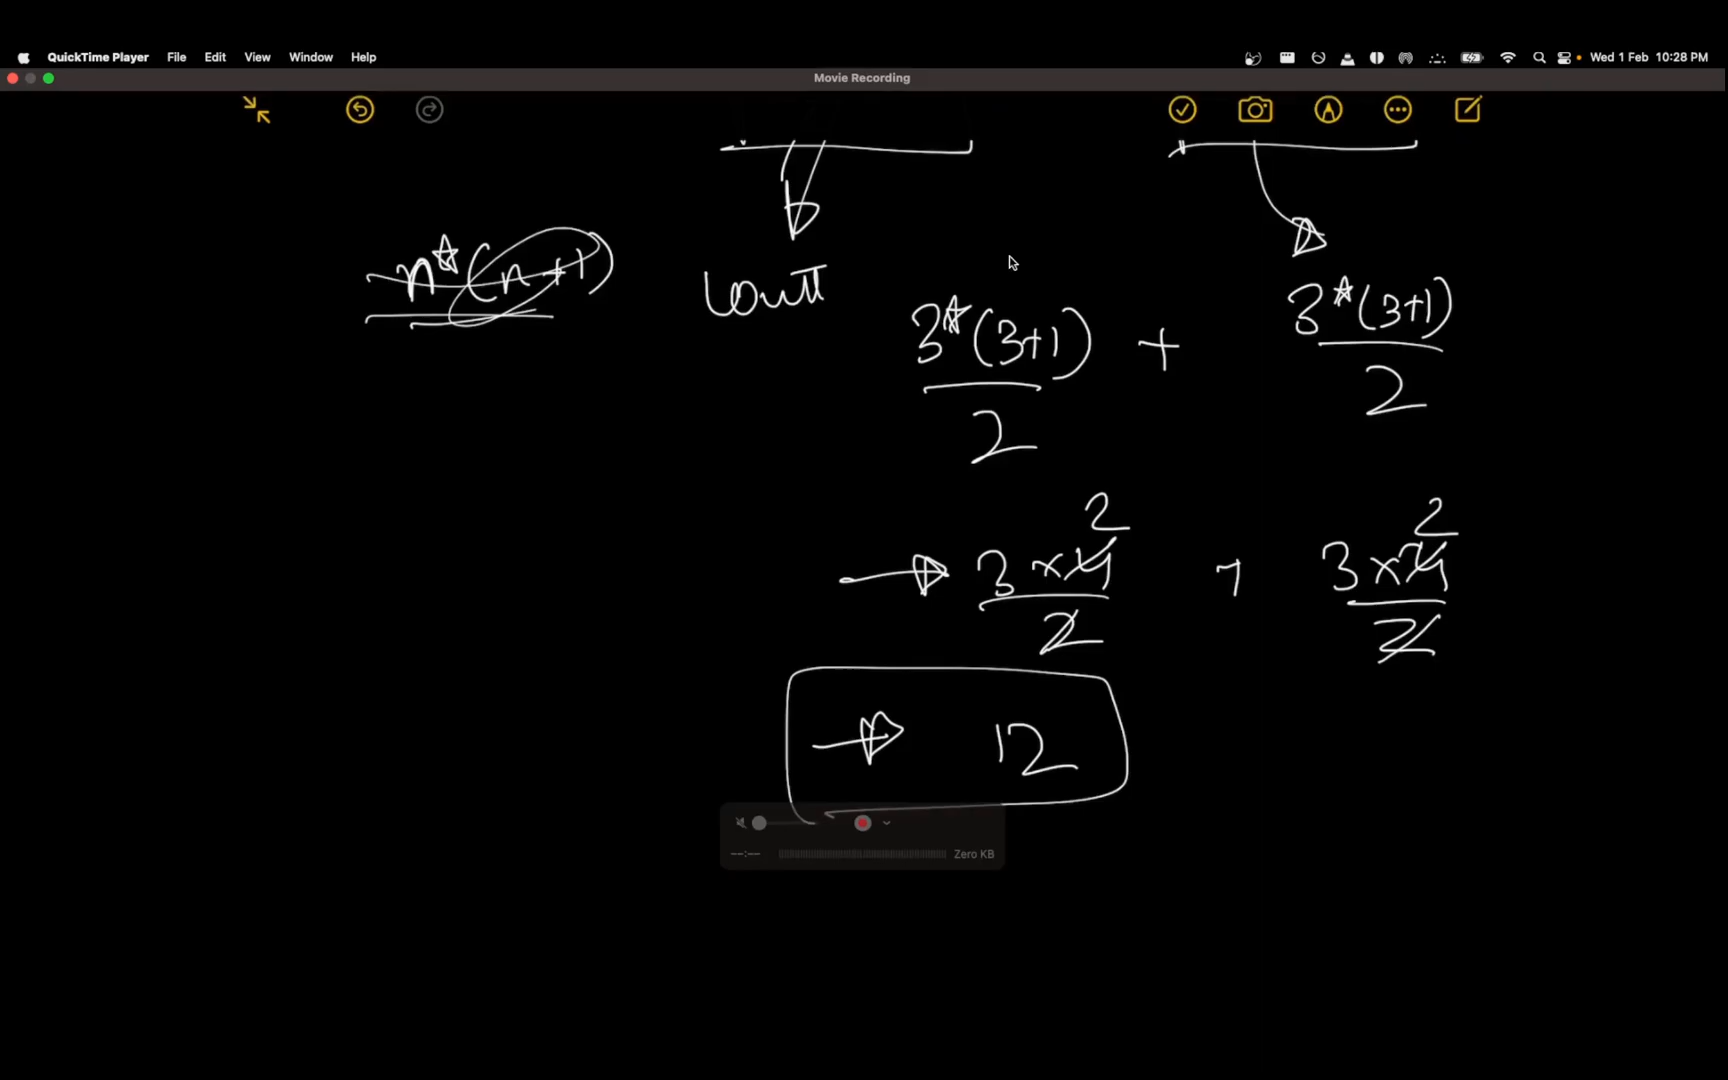 QuickTime Player File Edit View Window Help Wed 1 Feb 10:28 PM
Movie Recording
n*(n+1)
count
3*(3+1) + 3*(3+1)
2 2
2 2
3 x 4 + 3 x 4
2 2
12
--:-- Zero KB